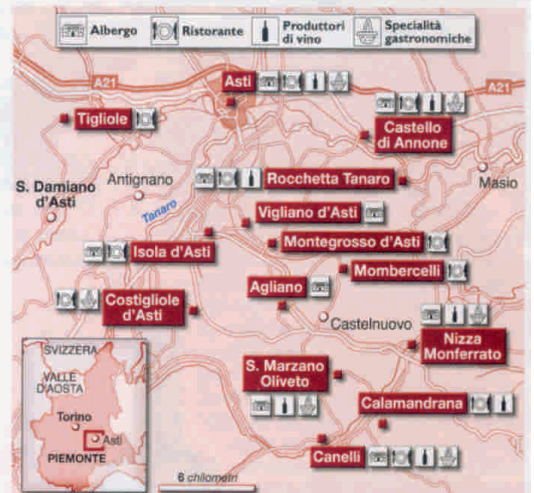 Albergo
Ristorante
Produttori
di vino
Specialità
gastronomiche
A21
Asti
A21
Tigliole
Castello
di Annone
S. Damiano
d'Asti
Antignano
Rocchetta Tanaro
Masio
Tanaro
Vigliano d'Asti
Isola d'Asti
Montegrosso d'Asti
Mombercelli
Agliano
Costigliole
d'Asti
Castelnuovo
Nizza
Monferrato
SVIZZERA
VALLE
D'AOSTA
Torino
Asti
PIEMONTE
S. Marzano
Oliveto
Calamandrana
Canelli
6 chilometri